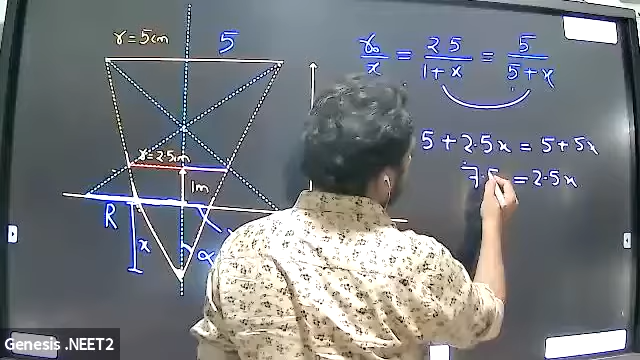 r = 5cm 5
r₀/x = 2.5/(1+x) = 5/(5+x)
5 + 2.5x = 5 + 5x
r = 2.5cm
7.5 = 2.5x
1m
R
x
α
Genesis .NEET2